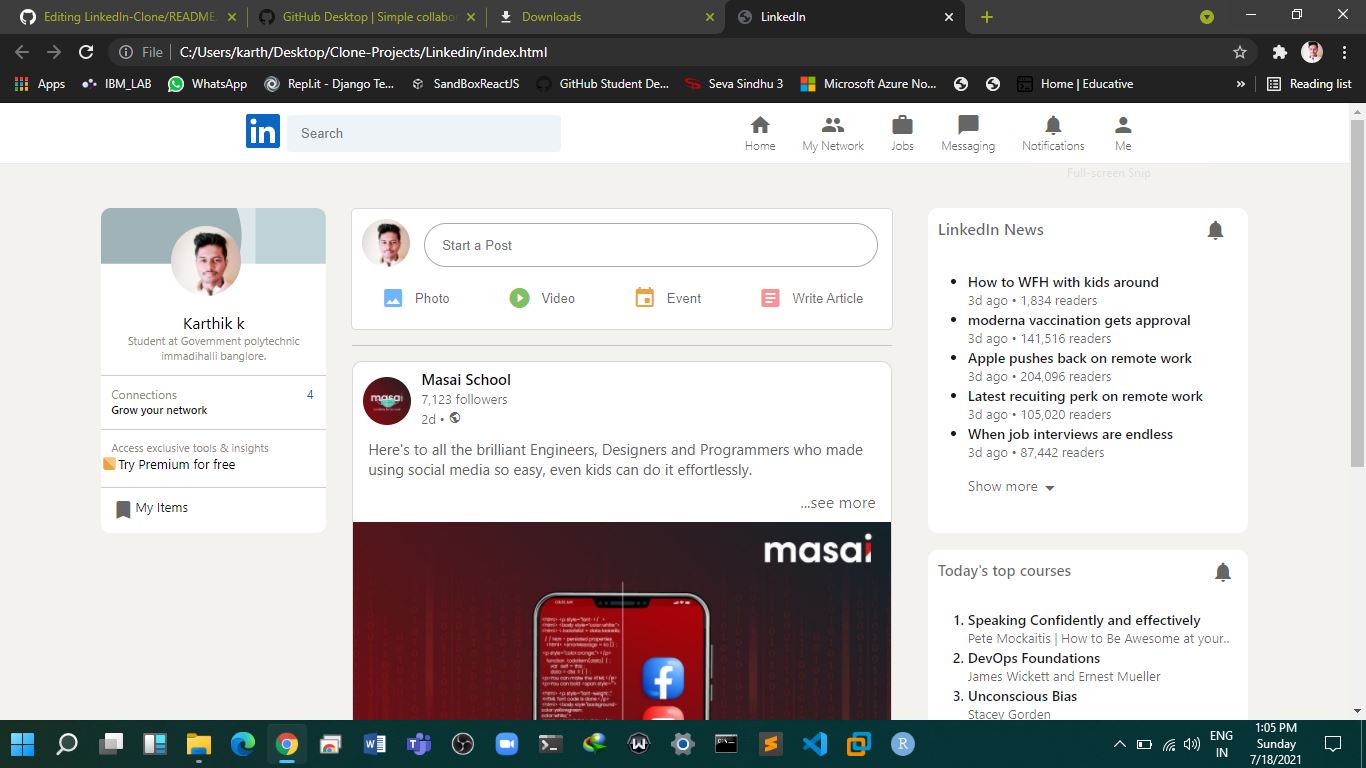 Editing LinkedIn-Clone/README.
GitHub Desktop | Simple collabor
Downloads
LinkedIn
File
C:/Users/karth/Desktop/Clone-Projects/Linkedin/index.html
Apps
IBM_LAB
WhatsApp
Repl.it - Django Te...
SandBoxReactJS
GitHub Student De...
Seva Sindhu 3
Microsoft Azure No...
Home | Educative
»
Reading list
in
Search
Home
My Network
Jobs
Messaging
Notifications
Me
Full-screen Snip
Karthik k
Student at Government polytechnic
immadihalli banglore.
Connections 4
Grow your network
Access exclusive tools & insights
Try Premium for free
My Items
Start a Post
Photo
Video
Event
Write Article
masai
Masai School
7,123 followers
2d •
Here's to all the brilliant Engineers, Designers and Programmers who made
using social media so easy, even kids can do it effortlessly.
...see more
masai
LinkedIn News
• How to WFH with kids around
3d ago • 1,834 readers
• moderna vaccination gets approval
3d ago • 141,516 readers
• Apple pushes back on remote work
3d ago • 204,096 readers
• Latest recuiting perk on remote work
3d ago • 105,020 readers
• When job interviews are endless
3d ago • 87,442 readers
Show more
Today's top courses
1. Speaking Confidently and effectively
Pete Mockaitis | How to Be Awesome at your..
2. DevOps Foundations
James Wickett and Ernest Mueller
3. Unconscious Bias
Stacey Gorden
ENG
IN
1:05 PM
Sunday
7/18/2021